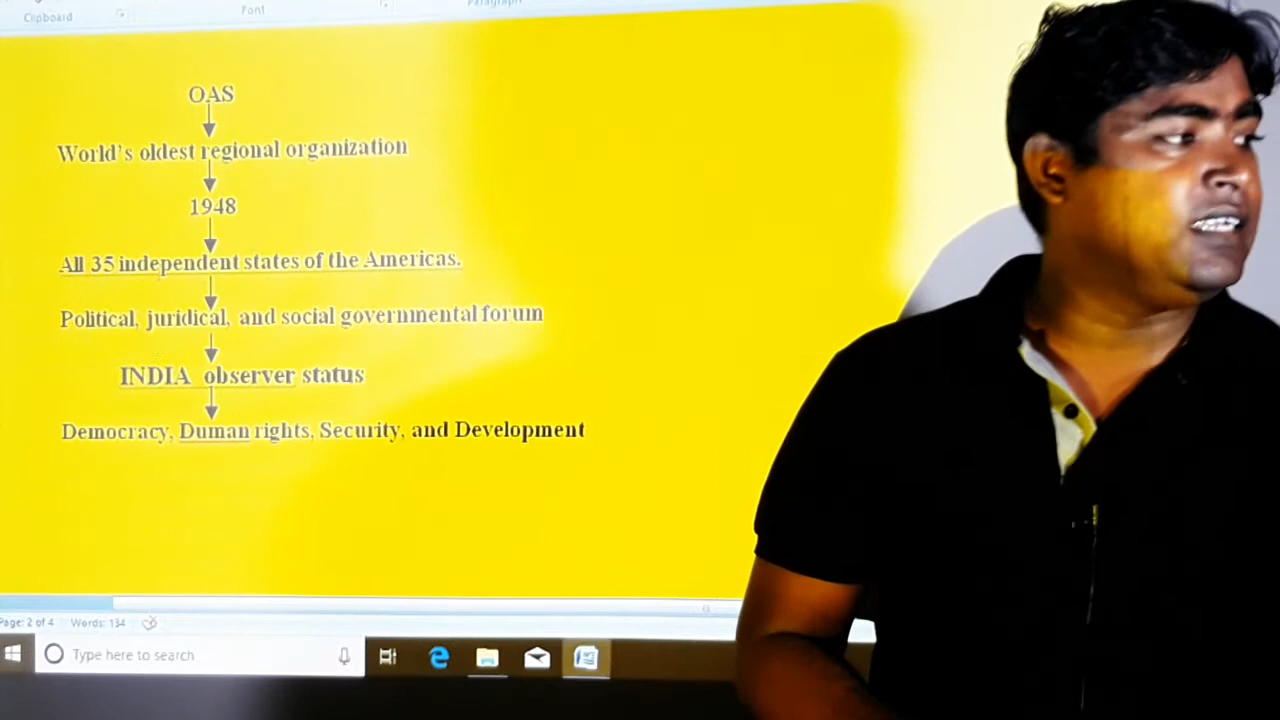 Clipboard
Font
Paragraph
OAS
World's oldest regional organization
1948
All 35 independent states of the Americas.
Political, juridical, and social governmental forum
INDIA observer status
Democracy, Duman rights, Security, and Development
Page: 2 of 4 Words: 134
Type here to search